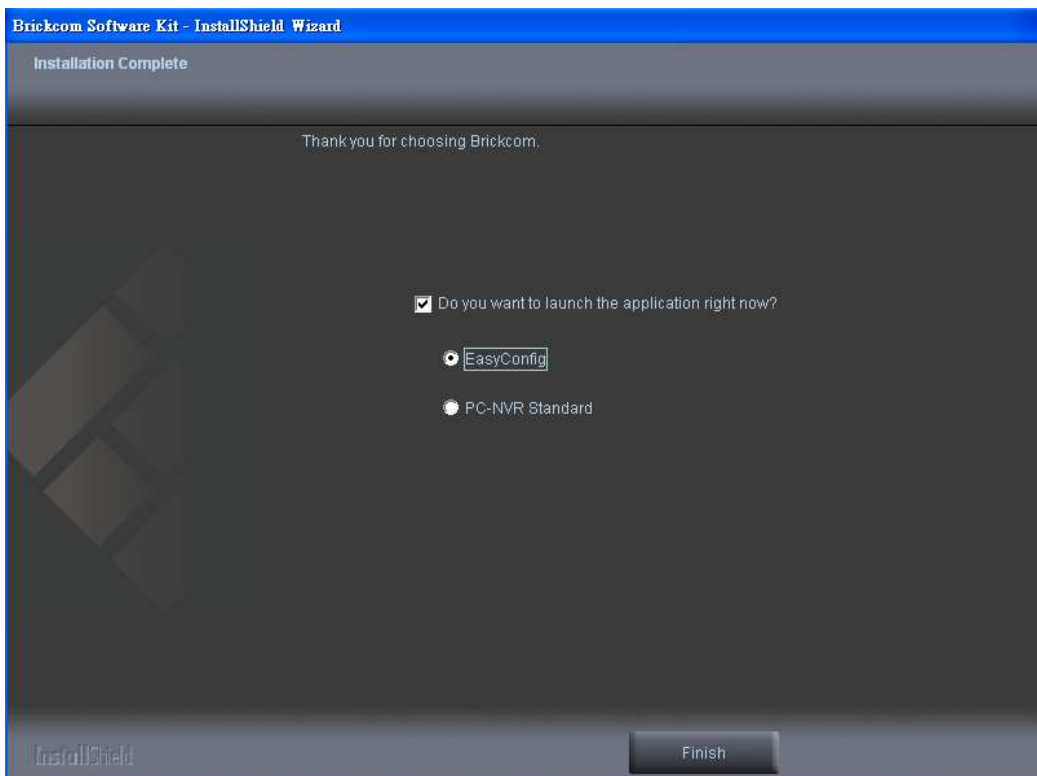 Brickcom Software Kit - InstallShield Wizard
Installation Complete
Thank you for choosing Brickcom.
Do you want to launch the application right now?
EasyConfig
PC-NVR Standard
InstallShield
Finish